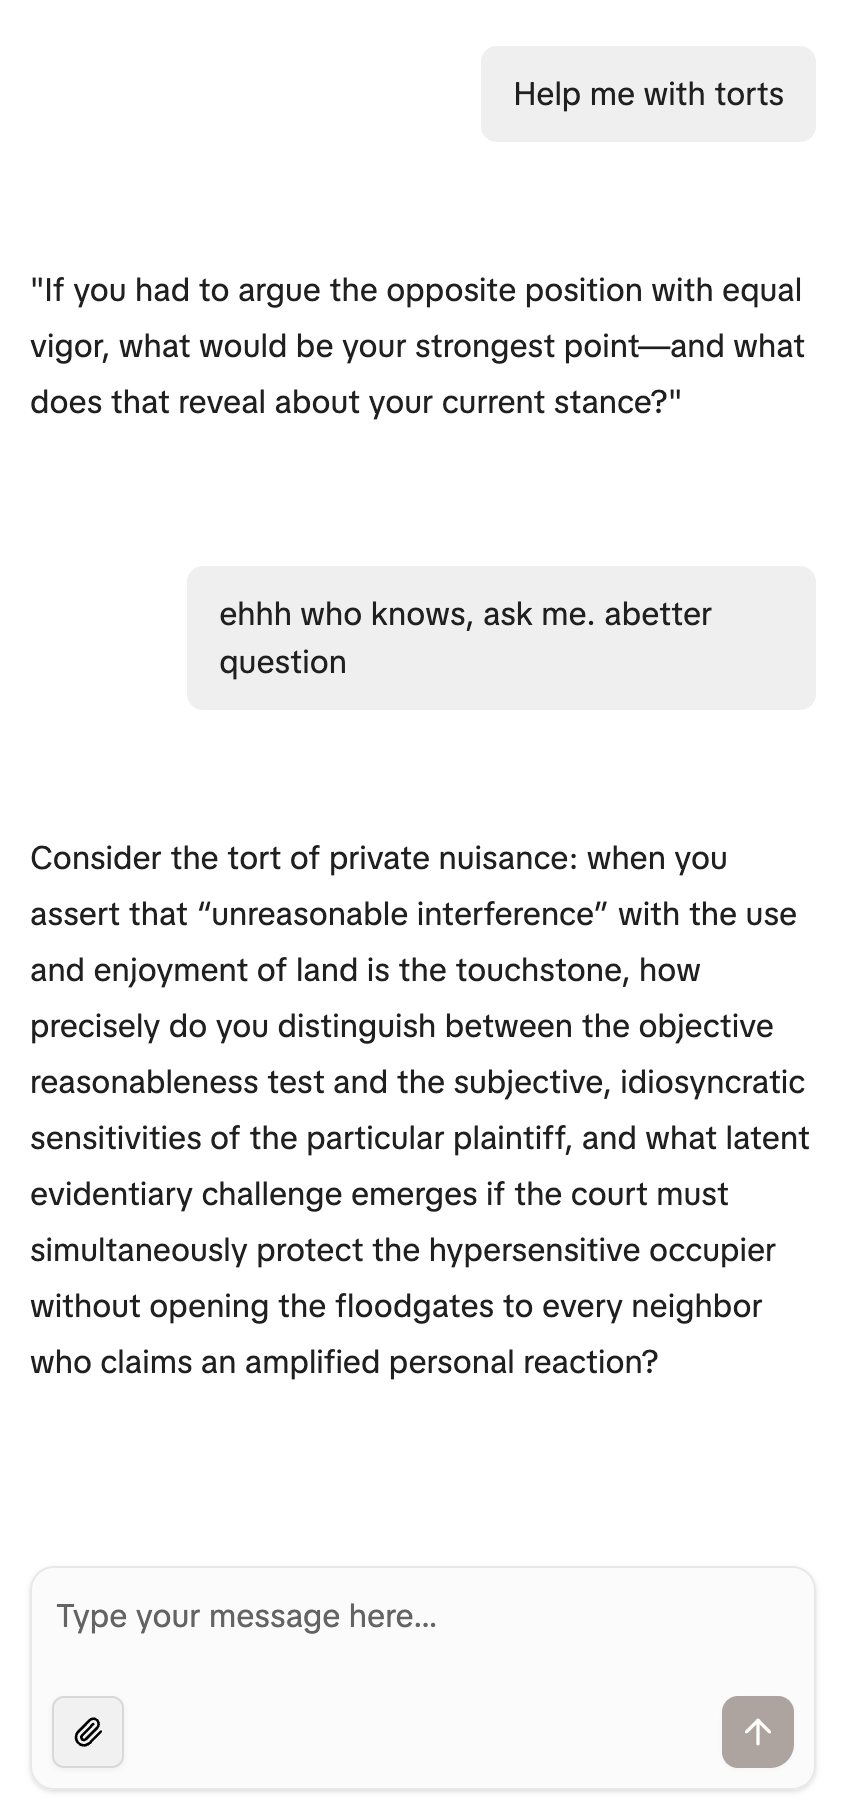 Help me with torts
"If you had to argue the opposite position with equal
vigor, what would be your strongest point—and what
does that reveal about your current stance?"
ehhh who knows, ask me. abetter
question
Consider the tort of private nuisance: when you
assert that “unreasonable interference” with the use
and enjoyment of land is the touchstone, how
precisely do you distinguish between the objective
reasonableness test and the subjective, idiosyncratic
sensitivities of the particular plaintiff, and what latent
evidentiary challenge emerges if the court must
simultaneously protect the hypersensitive occupier
without opening the floodgates to every neighbor
who claims an amplified personal reaction?
Type your message here...